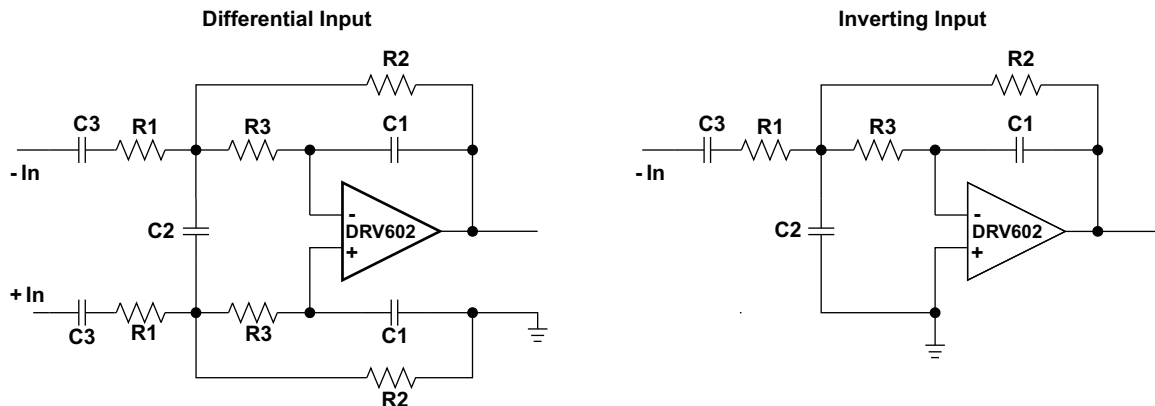 Differential Input
R2
C3
R1
R3
C1
- In
C2
-
DRV602
+
+ In
C3
R1
R3
C1
R2
Inverting Input
R2
C3
R1
R3
C1
- In
C2
-
DRV602
+